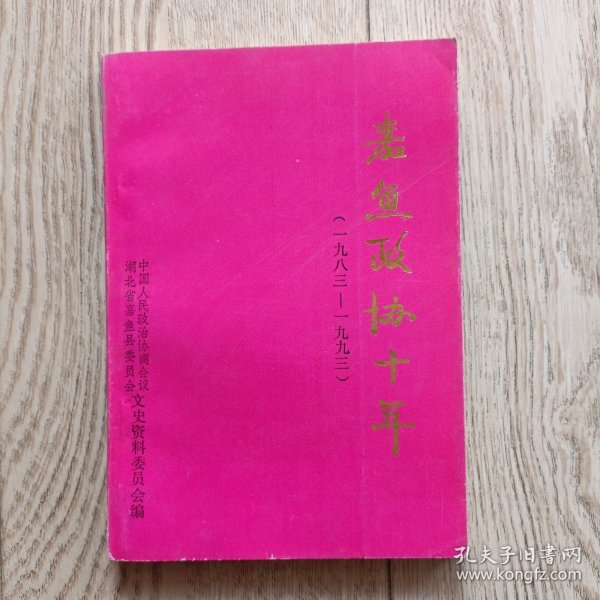 嘉鱼政协十年
(一九八三—一九九三)
中国人民政治协商会议
湖北省嘉鱼县委员会
文史资料委员会编
孔夫子旧书网
www.kongfz.com